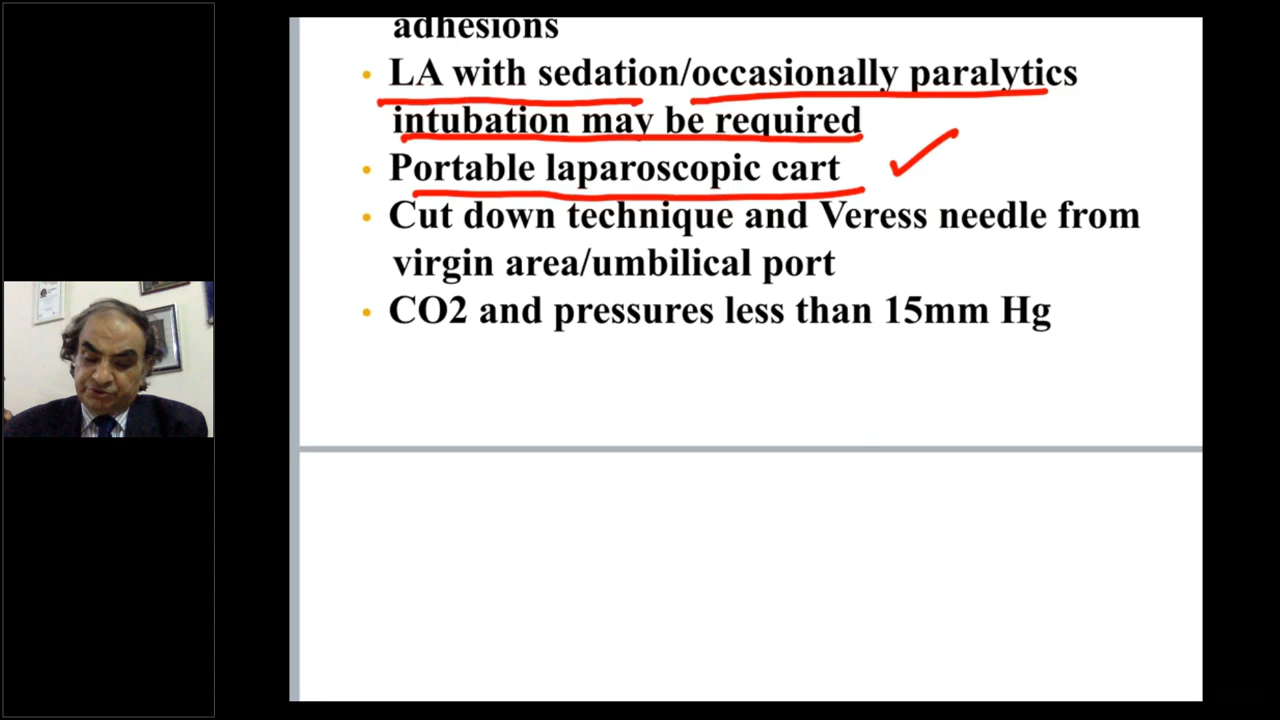 adhesions
• LA with sedation/occasionally paralytics
intubation may be required
• Portable laparoscopic cart
• Cut down technique and Veress needle from
virgin area/umbilical port
• CO2 and pressures less than 15mm Hg